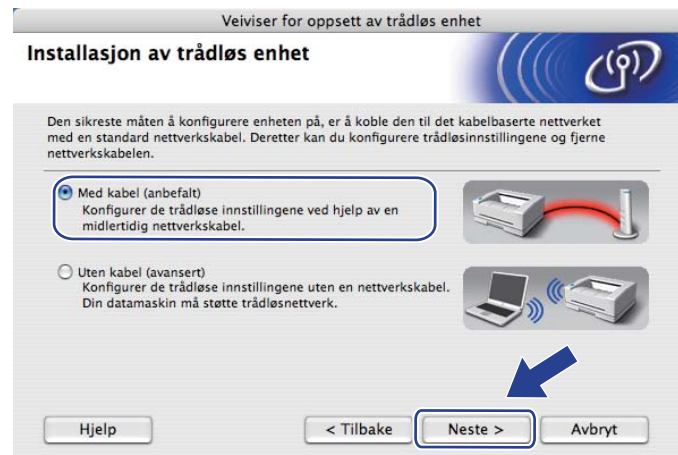 Veiviser for oppsett av trådløs enhet
Installasjon av trådløs enhet
Den sikreste måten å konfigurere enheten på, er å koble den til det kabelbaserte nettverket
med en standard nettverkskabel. Deretter kan du konfigurere trådløsinnstillingene og fjerne
nettverkskabelen.
Med kabel (anbefalt)
Konfigurer de trådløse innstillingene ved hjelp av en
midlertidig nettverkskabel.
Uten kabel (avansert)
Konfigurer de trådløse innstillingene uten en nettverkskabel.
Din datamaskin må støtte trådløsnettverk.
Hjelp
< Tilbake
Neste >
Avbryt